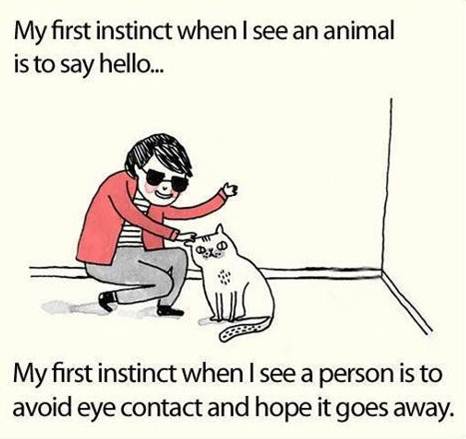 My first instinct when I see an animal
is to say hello...
My first instinct when I see a person is to
avoid eye contact and hope it goes away.